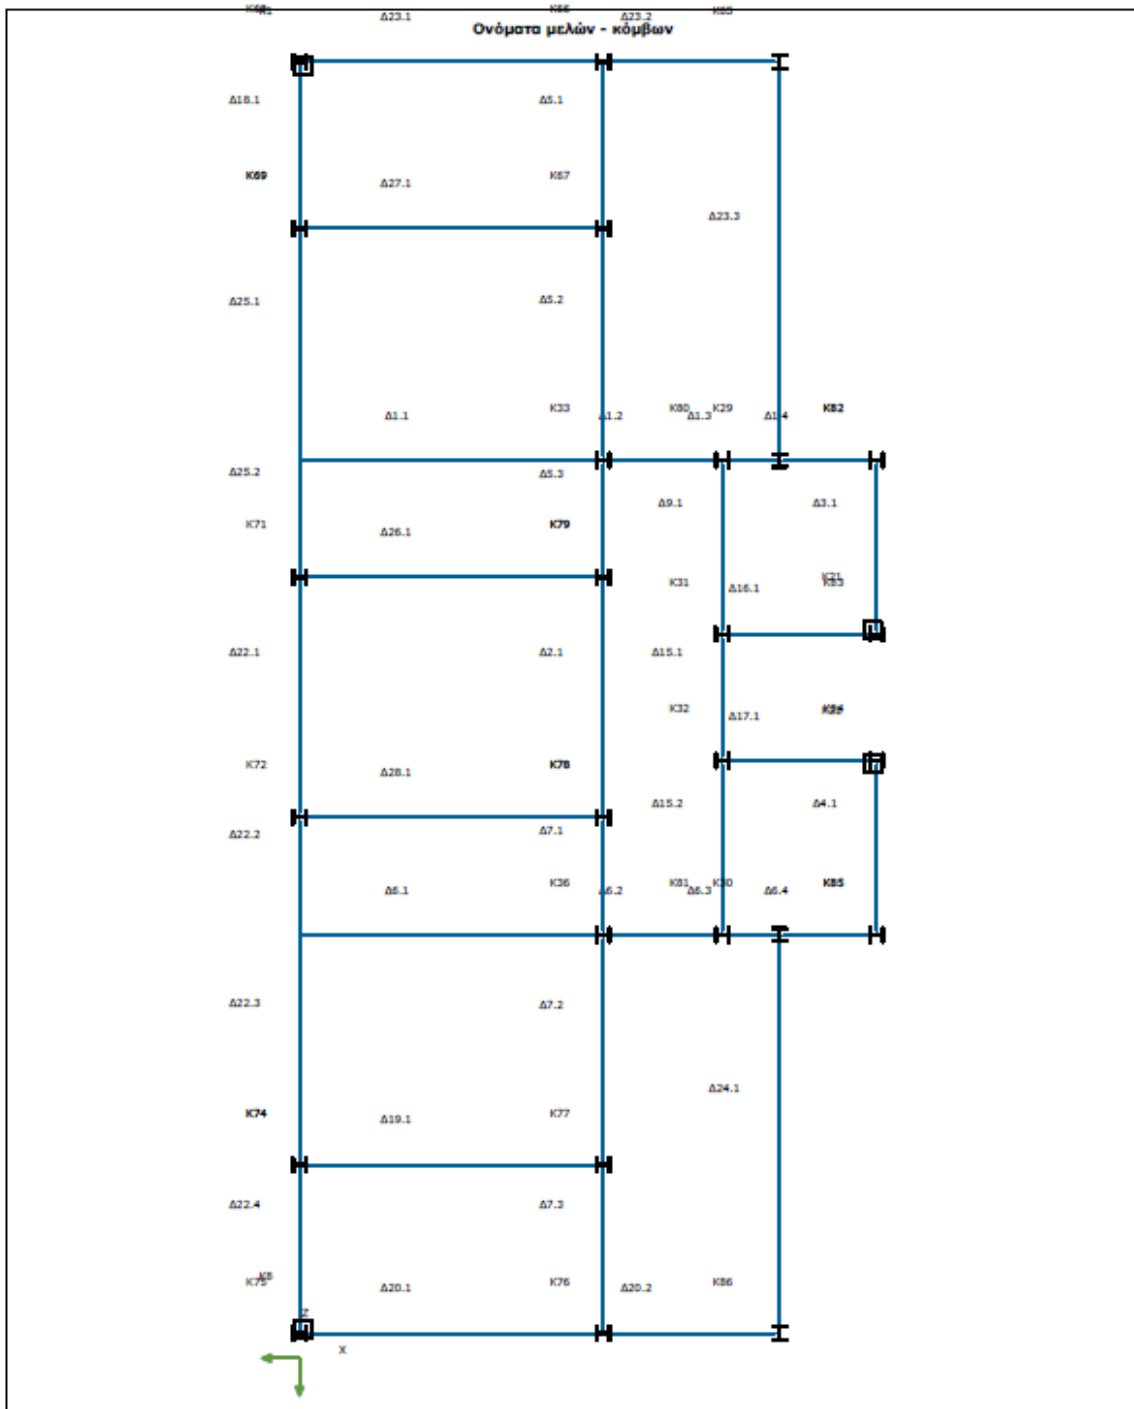 Δ23.1 Δ23.2 K63
Ονόματα μελών - κόμβων
Δ18.1 Δ5.1
K69 Δ27.1 K67
Δ23.3
Δ25.1 Δ5.2
Δ1.1 K33 Δ1.2 K80 Δ1.3 K29 Δ1.4 K82
Δ25.2 Δ5.3
Δ9.1 Δ3.1
K71 Δ26.1 K79
K31 Δ16.1
Δ22.1 Δ2.1 Δ15.1
K32 Δ17.1
K72 Δ28.1 K78
Δ15.2 Δ4.1
Δ22.2 Δ7.1
Δ6.1 K36 Δ6.2 K81 Δ6.3 K30 Δ6.4 K85
Δ22.3 Δ7.2
Δ24.1
K74 Δ19.1 K77
Δ22.4 Δ7.3
K75 K8 Δ20.1 K76 Δ20.2 K86
Z
X